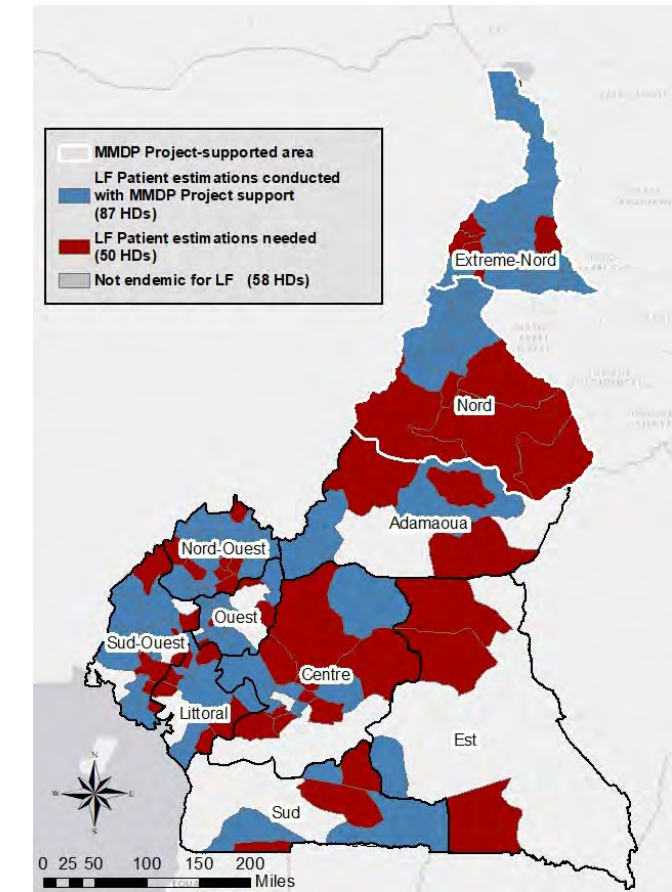 MMDP Project-supported area
LF Patient estimations conducted
with MMDP Project support
(87 HDs)
LF Patient estimations needed
(50 HDs)
Not endemic for LF (58 HDs)
Extreme-Nord
Nord
Adamaoua
Nord-Ouest
Ouest
Sud-Ouest
Centre
Littoral
Est
Sud
N
W E
S
0 25 50 100 150 200
Miles